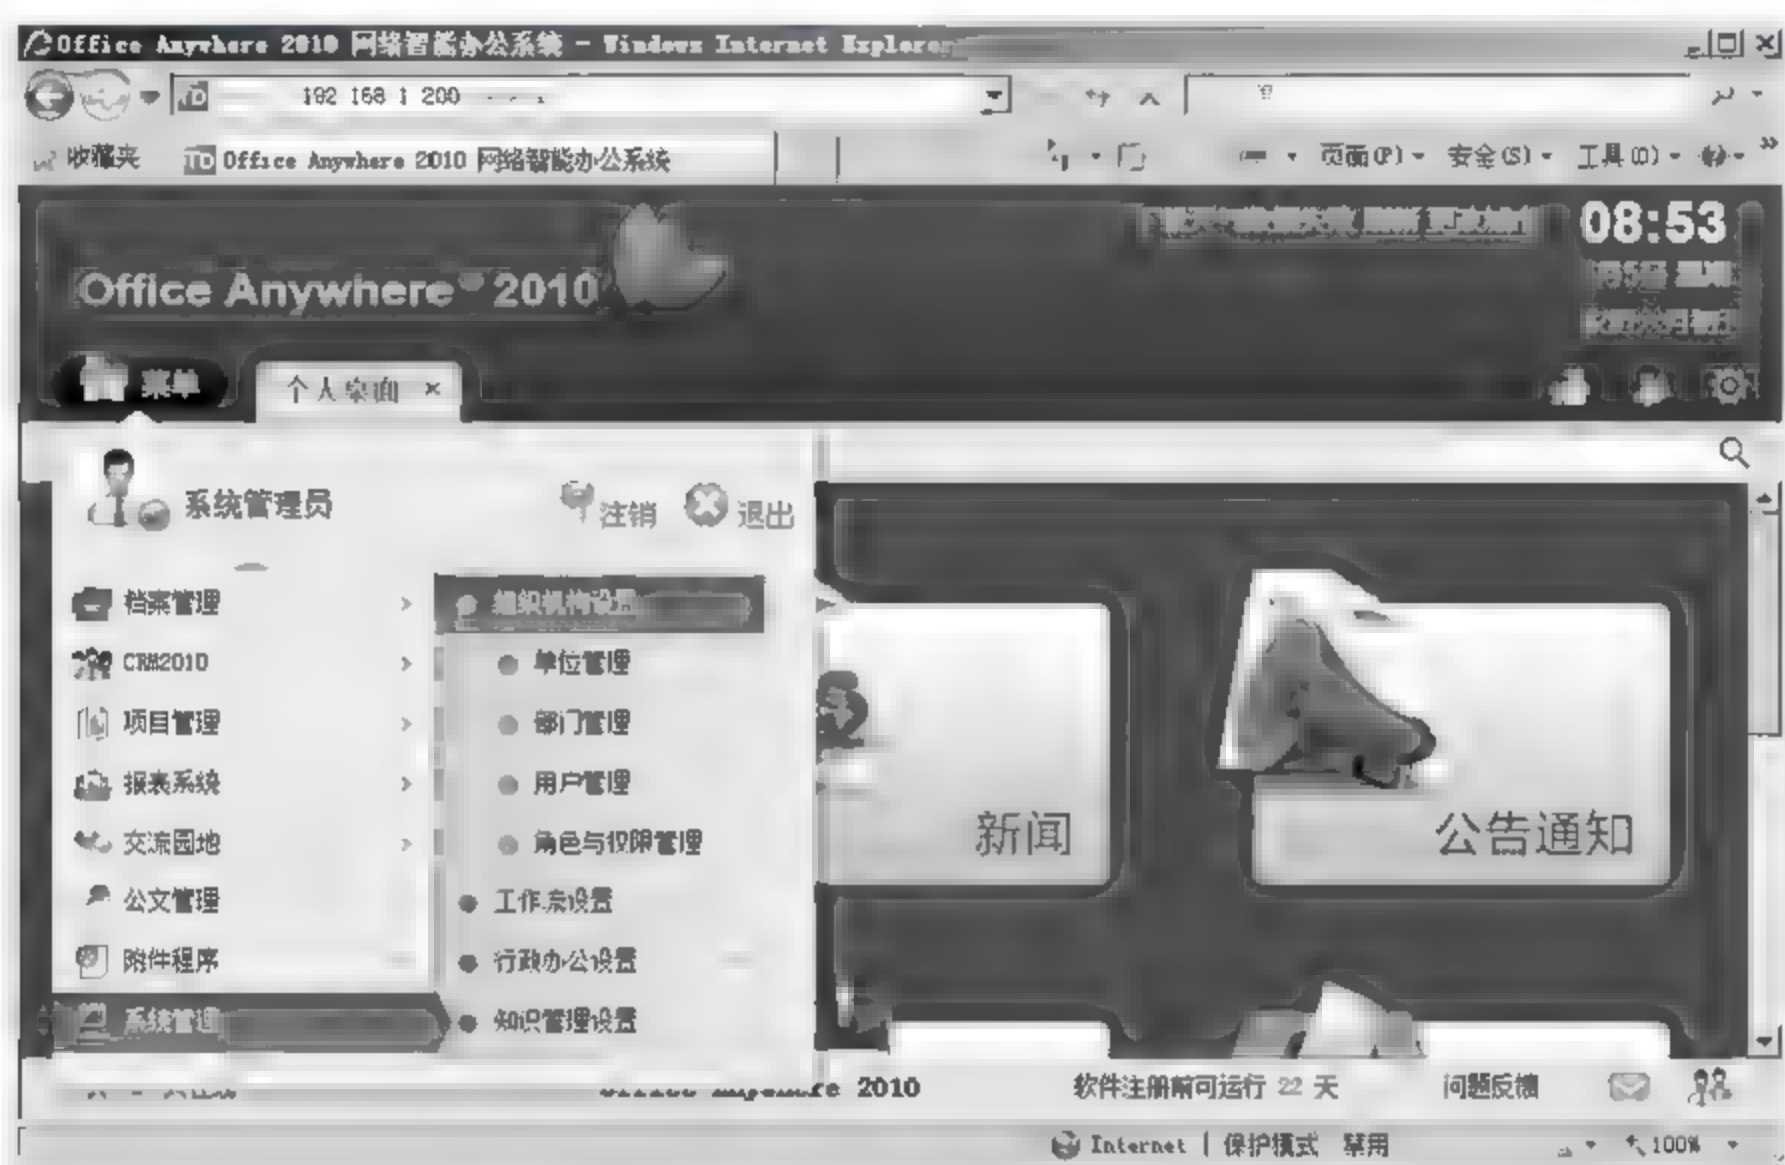 Office Anywhere 2010 网络智能办公系统 - Windows Internet Explorer
192 168 1 200
收藏夹 TD Office Anywhere 2010 网络智能办公系统 页面(P) 安全(S) 工具(O) »
Office Anywhere 2010
08:53
菜单 个人桌面 ×
系统管理员 注销 退出
档案管理 组织机构设置
CRM2010 单位管理
项目管理 部门管理
报表系统 用户管理
交流园地 角色与权限管理
新闻 公告通知
公文管理 工作流设置
附件程序 行政办公设置
系统管理 知识管理设置
2010 软件注册前可运行 22 天 问题反馈
Internet | 保护模式 禁用 100%